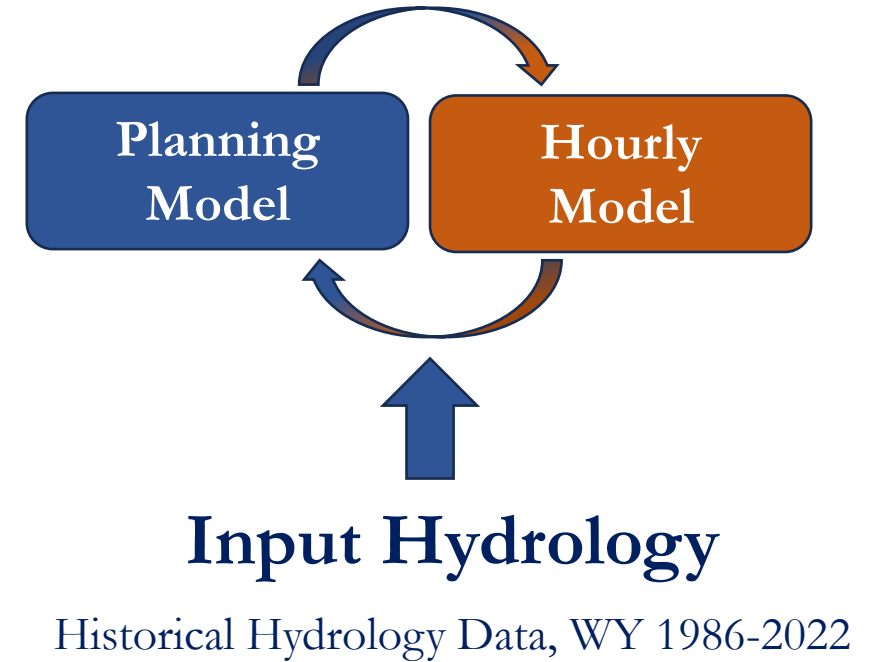 Planning
Model
Hourly
Model
Input Hydrology
Historical Hydrology Data, WY 1986-2022